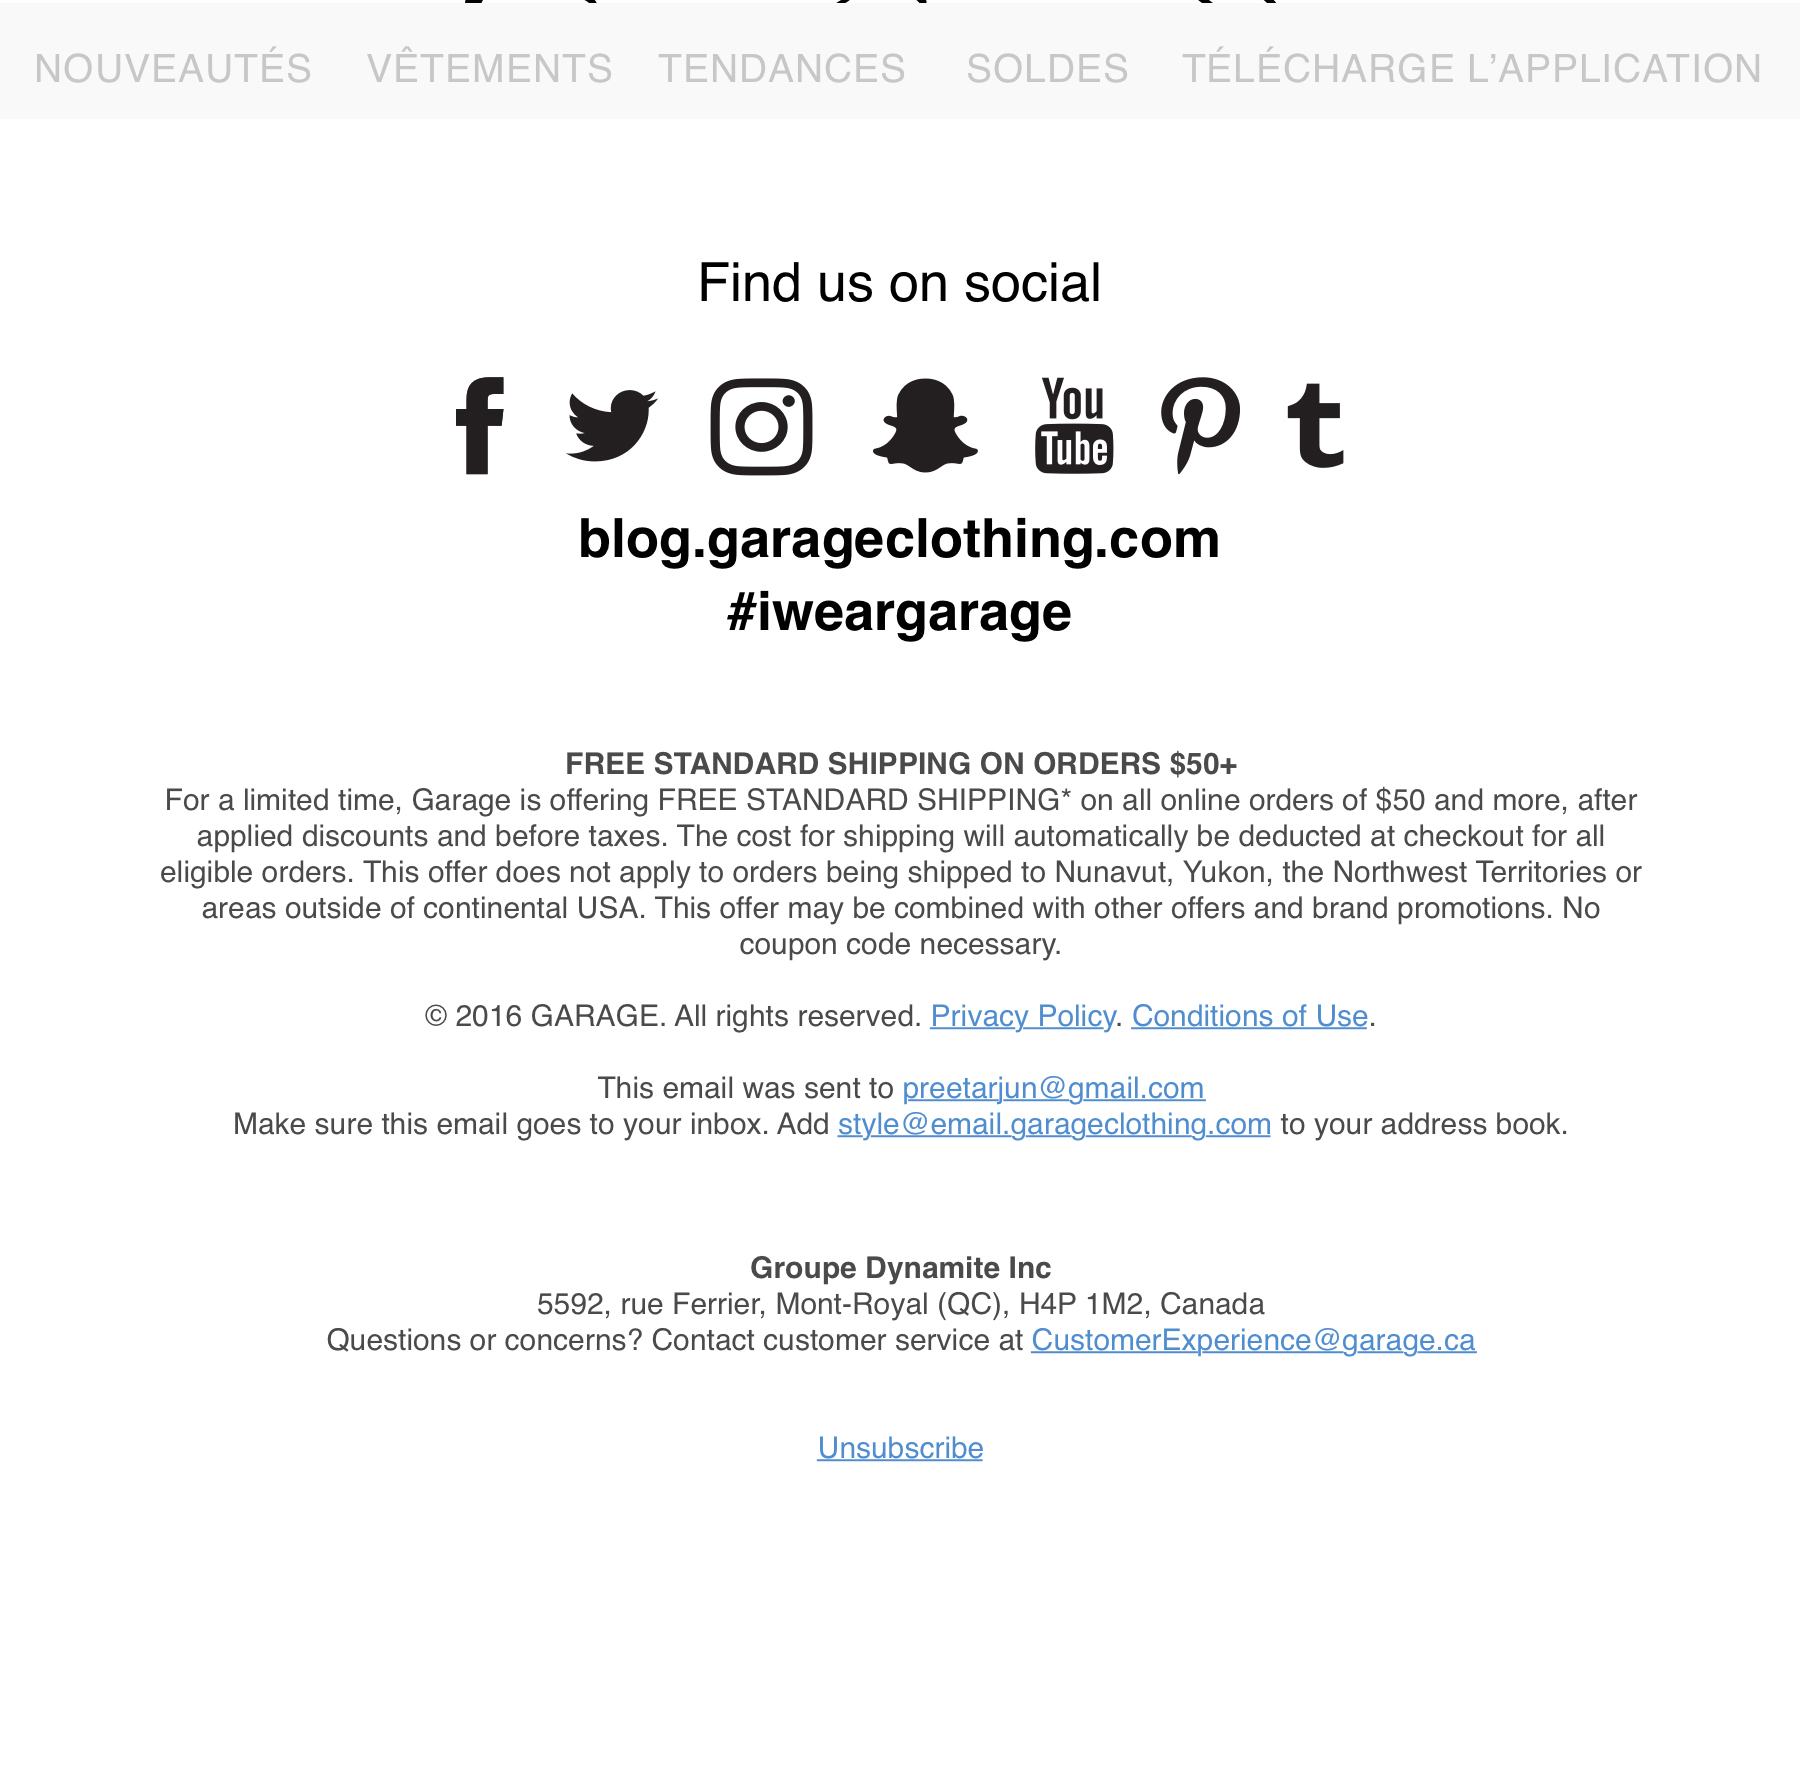 NOUVEAUTÉS VÊTEMENTS TENDANCES SOLDES TÉLÉCHARGE L’APPLICATION
Find us on social
You
Tube
blog.garageclothing.com
#iweargarage
FREE STANDARD SHIPPING ON ORDERS $50+
For a limited time, Garage is offering FREE STANDARD SHIPPING* on all online orders of $50 and more, after
applied discounts and before taxes. The cost for shipping will automatically be deducted at checkout for all
eligible orders. This offer does not apply to orders being shipped to Nunavut, Yukon, the Northwest Territories or
areas outside of continental USA. This offer may be combined with other offers and brand promotions. No
coupon code necessary.
© 2016 GARAGE. All rights reserved. Privacy Policy. Conditions of Use.
This email was sent to preetarjun@gmail.com
Make sure this email goes to your inbox. Add style@email.garageclothing.com to your address book.
Groupe Dynamite Inc
5592, rue Ferrier, Mont-Royal (QC), H4P 1M2, Canada
Questions or concerns? Contact customer service at CustomerExperience@garage.ca
Unsubscribe